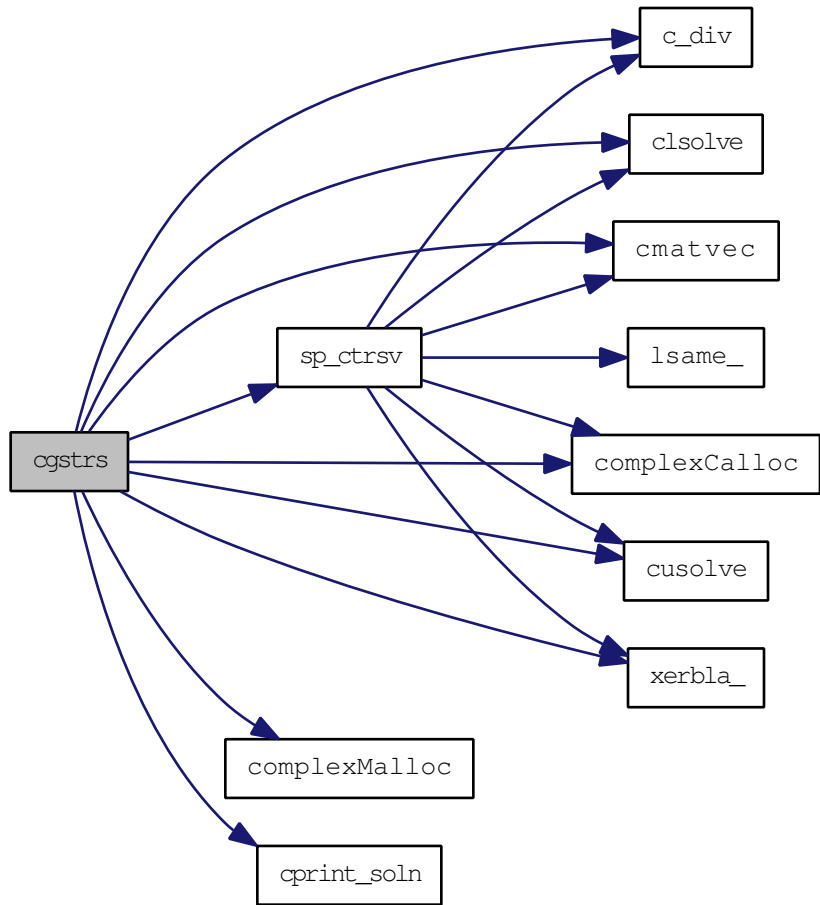 c_div
clsolve
cmatvec
sp_ctrsv
lsame_
cgstrs
complexCalloc
cusolve
xerbla_
complexMalloc
cprint_soln